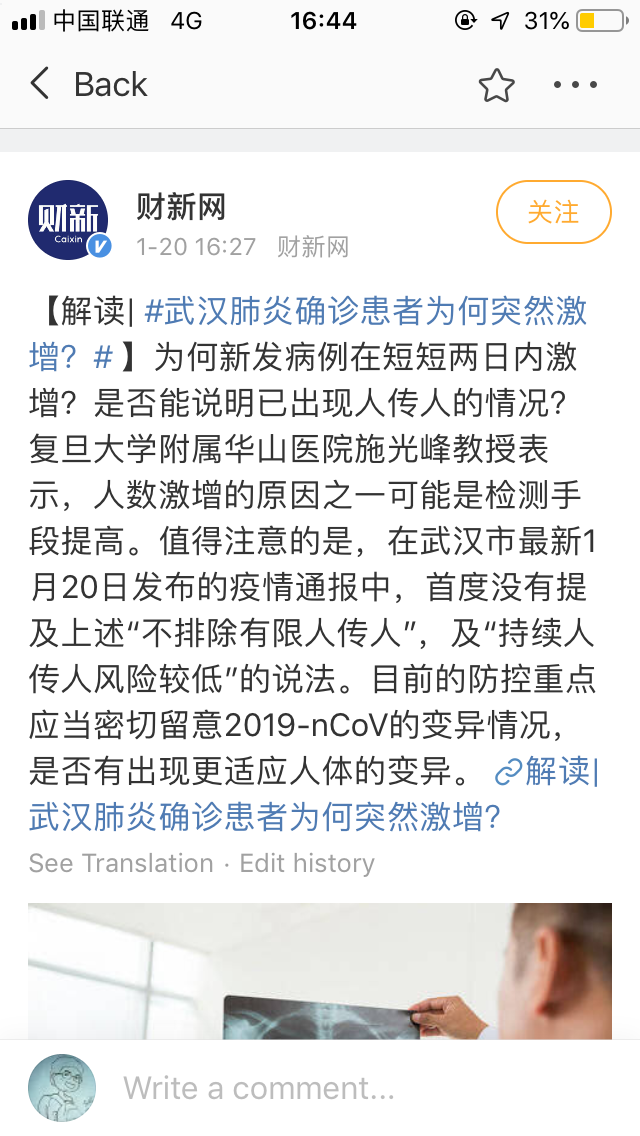 中国联通 4G 16:44 31%
Back
财新
Caixin
财新网
1-20 16:27 财新网
关注
【解读| #武汉肺炎确诊患者为何突然激
增？#】为何新发病例在短短两日内激
增？是否能说明已出现人传人的情况？
复旦大学附属华山医院施光峰教授表
示，人数激增的原因之一可能是检测手
段提高。值得注意的是，在武汉市最新1
月20日发布的疫情通报中，首度没有提
及上述“不排除有限人传人”，及“持续人
传人风险较低”的说法。目前的防控重点
应当密切留意2019-nCoV的变异情况，
是否有出现更适应人体的变异。 解读|
武汉肺炎确诊患者为何突然激增？
See Translation · Edit history
Write a comment...